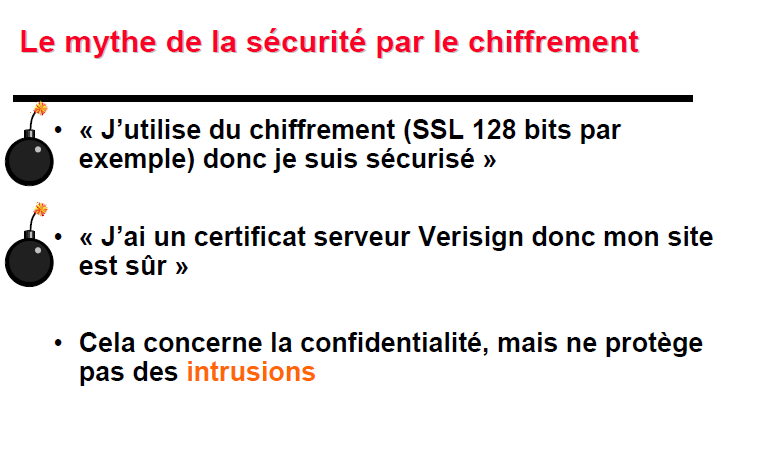 Le mythe de la sécurité par le chiffrement
• « J’utilise du chiffrement (SSL 128 bits par
exemple) donc je suis sécurisé »
• « J’ai un certificat serveur Verisign donc mon site
est sûr »
• Cela concerne la confidentialité, mais ne protège
pas des intrusions